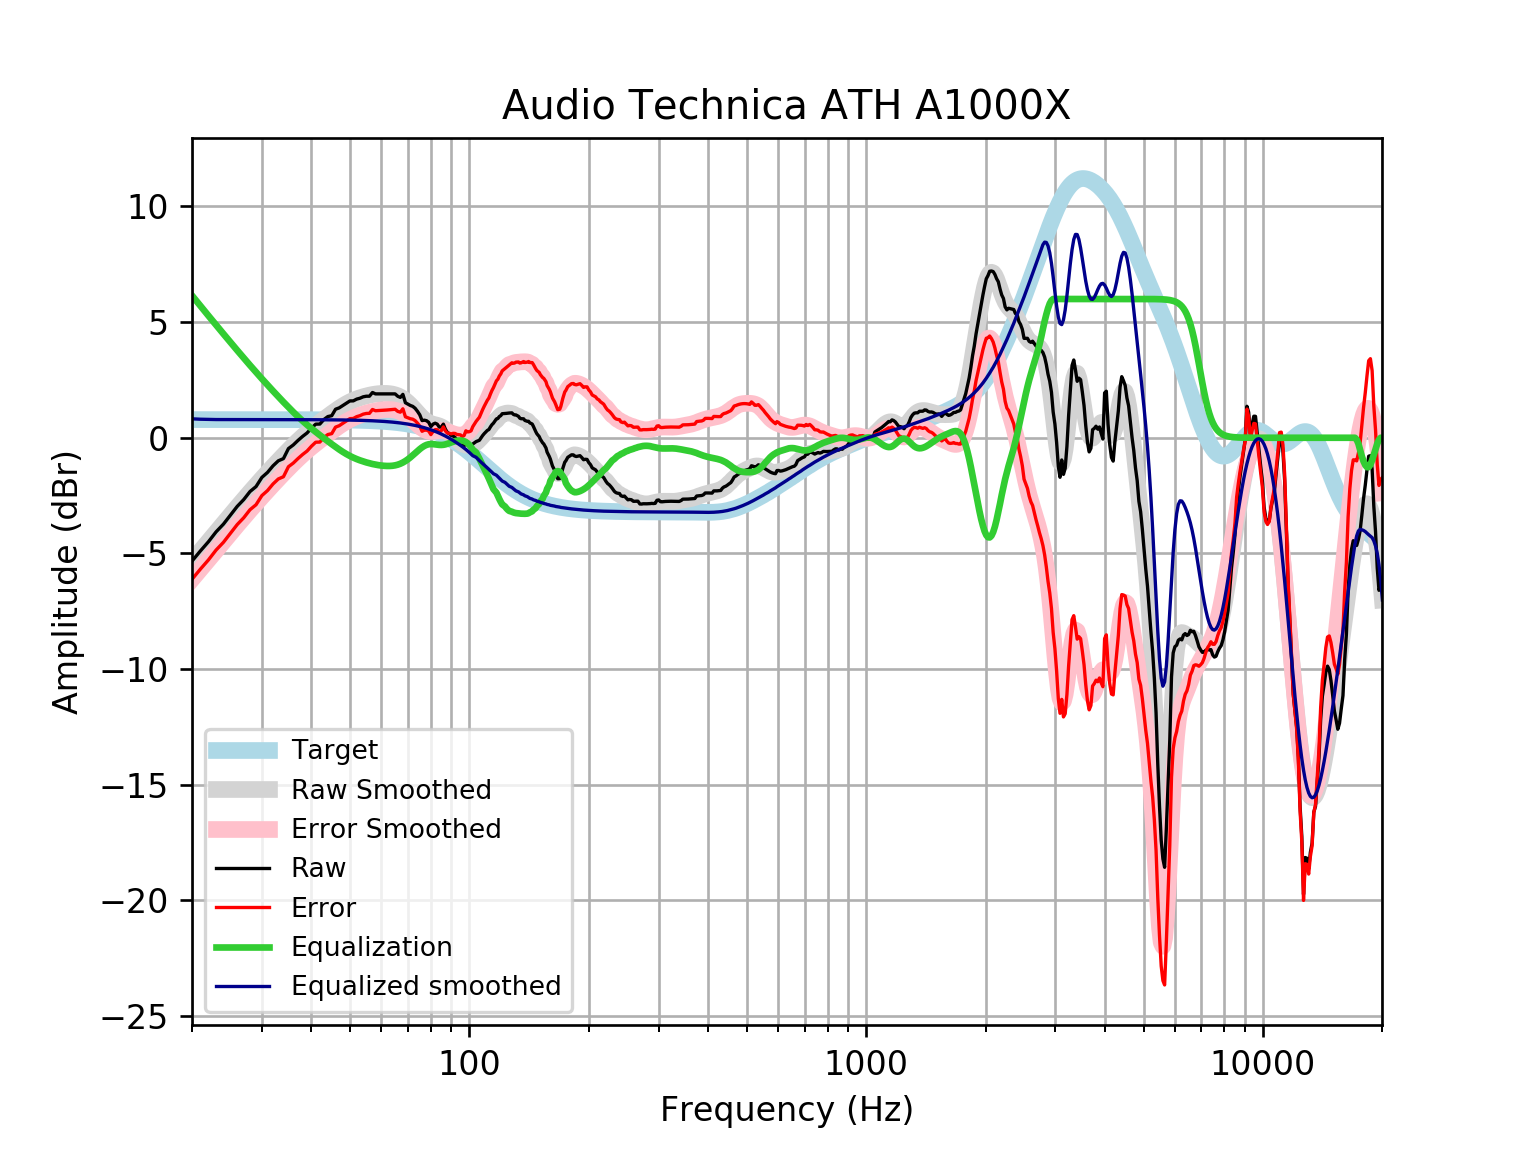 Audio Technica ATH A1000X
Amplitude (dBr)
10
5
0
−5
−10
−15
−20
−25
Target
Raw Smoothed
Error Smoothed
Raw
Error
Equalization
Equalized smoothed
100 1000 10000
Frequency (Hz)